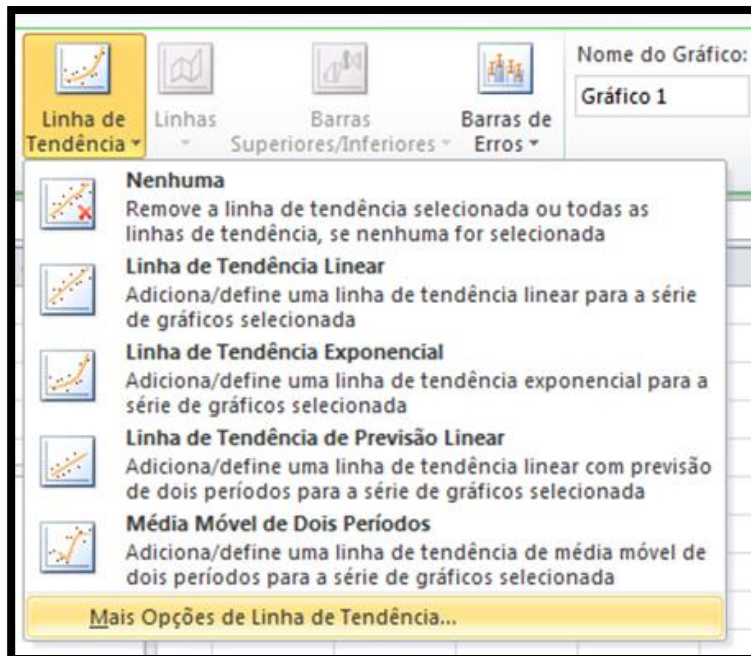 Linha de
Tendência
Linhas
Barras
Superiores/Inferiores
Barras de
Erros
Nome do Gráfico:
Gráfico 1
Nenhuma
Remove a linha de tendência selecionada ou todas as
linhas de tendência, se nenhuma for selecionada
Linha de Tendência Linear
Adiciona/define uma linha de tendência linear para a série
de gráficos selecionada
Linha de Tendência Exponencial
Adiciona/define uma linha de tendência exponencial para a
série de gráficos selecionada
Linha de Tendência de Previsão Linear
Adiciona/define uma linha de tendência linear com previsão
de dois períodos para a série de gráficos selecionada
Média Móvel de Dois Períodos
Adiciona/define uma linha de tendência de média móvel de
dois períodos para a série de gráficos selecionada
Mais Opções de Linha de Tendência...